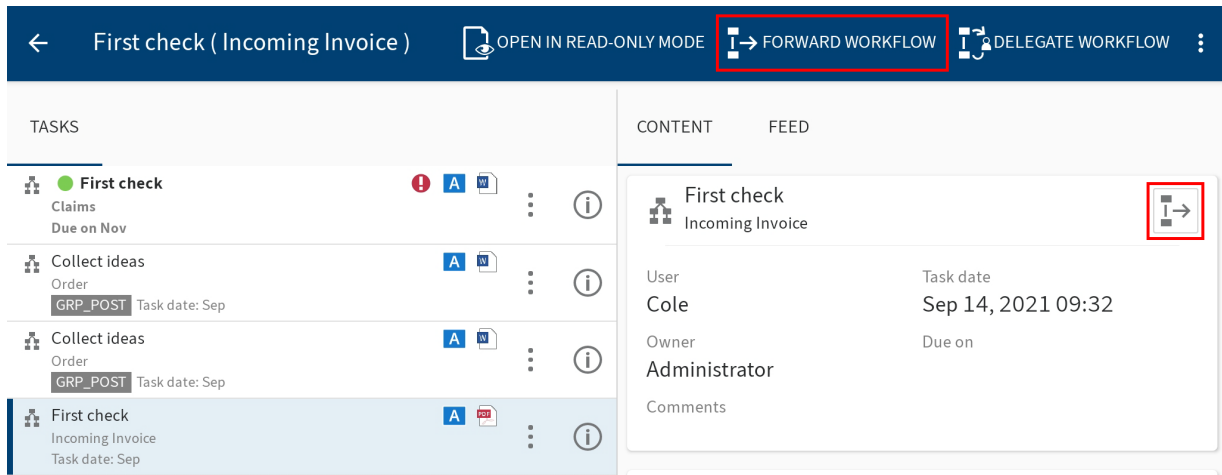 First check ( Incoming Invoice )
OPEN IN READ-ONLY MODE
FORWARD WORKFLOW
DELEGATE WORKFLOW
TASKS
First check
A W
Claims
Due on Nov
Collect ideas
A W
Order
GRP_POST Task date: Sep
Collect ideas
A W
Order
GRP_POST Task date: Sep
First check
A PDF
Incoming Invoice
Task date: Sep
CONTENT
FEED
First check
Incoming Invoice
User
Cole
Task date
Sep 14, 2021 09:32
Owner
Administrator
Due on
Comments